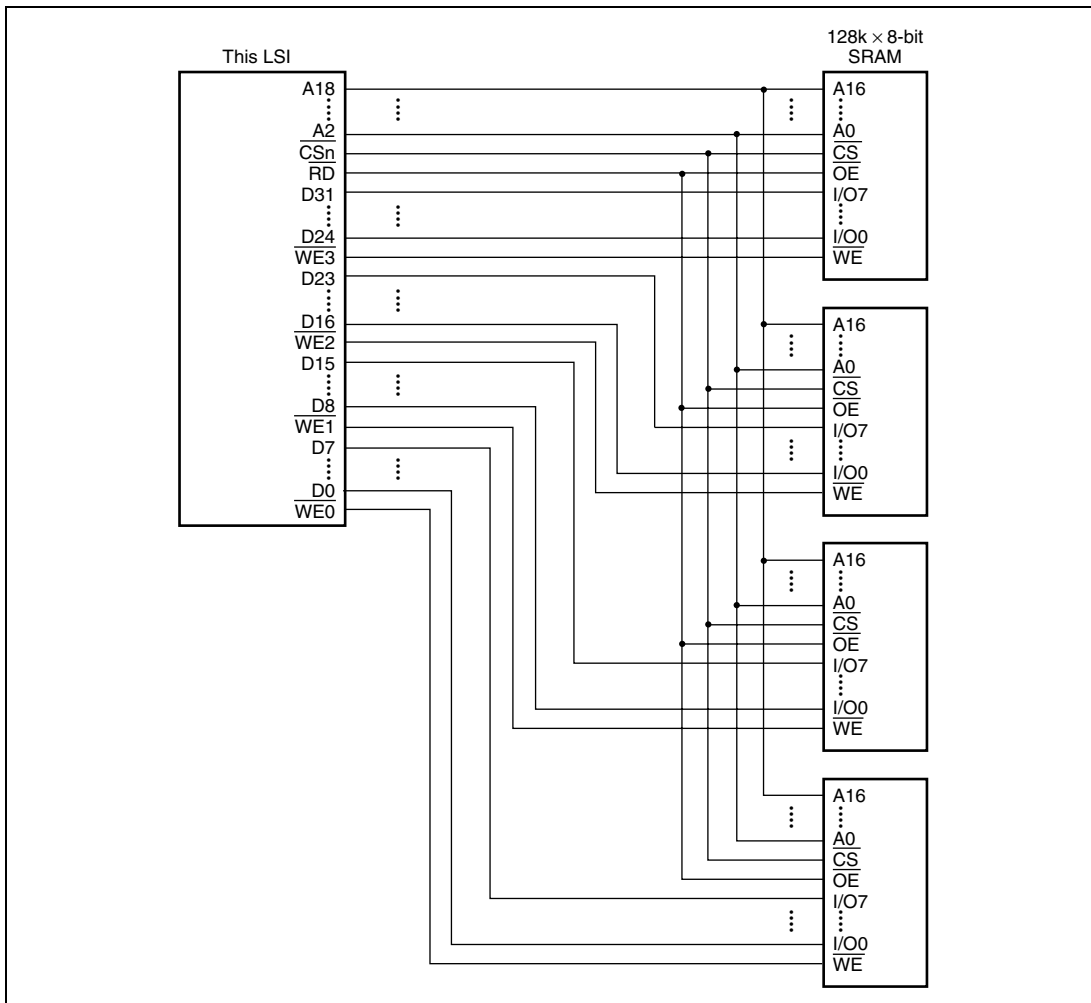 This LSI
A18
A2
CSn
RD
D31
D24
WE3
D23
D16
WE2
D15
D8
WE1
D7
D0
WE0
128k × 8-bit
SRAM
A16
A0
CS
OE
I/O7
I/O0
WE
A16
A0
CS
OE
I/O7
I/O0
WE
A16
A0
CS
OE
I/O7
I/O0
WE
A16
A0
CS
OE
I/O7
I/O0
WE